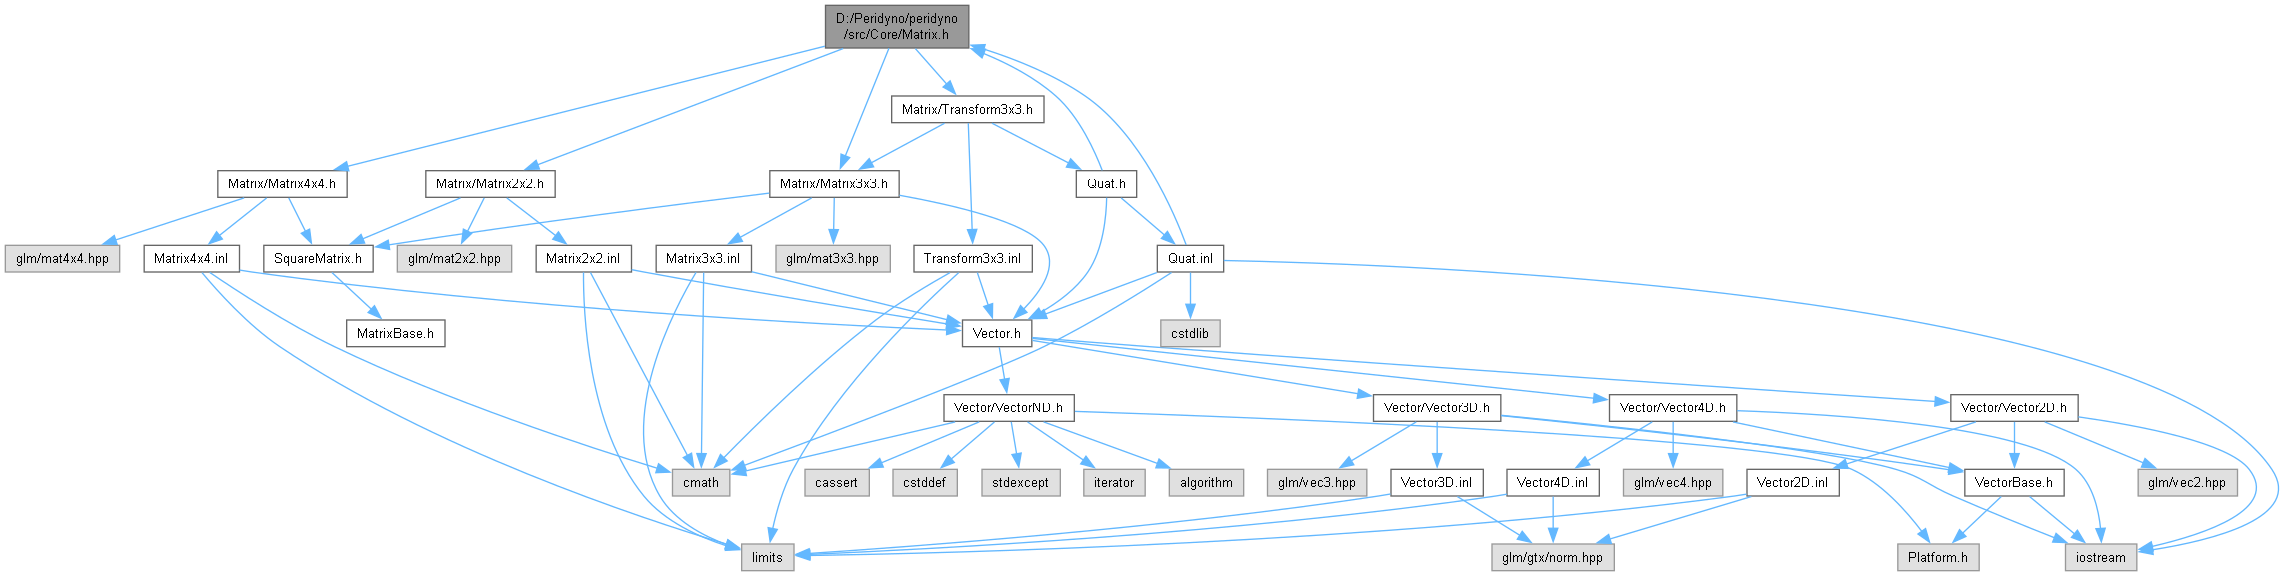 D:/Peridyno/peridyno
/src/Core/Matrix.h
Matrix/Transform3x3.h
Matrix/Matrix4x4.h
Matrix/Matrix2x2.h
Matrix/Matrix3x3.h
Quat.h
glm/mat4x4.hpp
Matrix4x4.inl
SquareMatrix.h
glm/mat2x2.hpp
Matrix2x2.inl
Matrix3x3.inl
glm/mat3x3.hpp
Transform3x3.inl
Quat.inl
MatrixBase.h
Vector.h
cstdlib
Vector/VectorND.h
Vector/Vector3D.h
Vector/Vector4D.h
Vector/Vector2D.h
cmath
cassert
cstddef
stdexcept
iterator
algorithm
glm/vec3.hpp
Vector3D.inl
Vector4D.inl
glm/vec4.hpp
Vector2D.inl
VectorBase.h
glm/vec2.hpp
limits
glm/gtx/norm.hpp
Platform.h
iostream